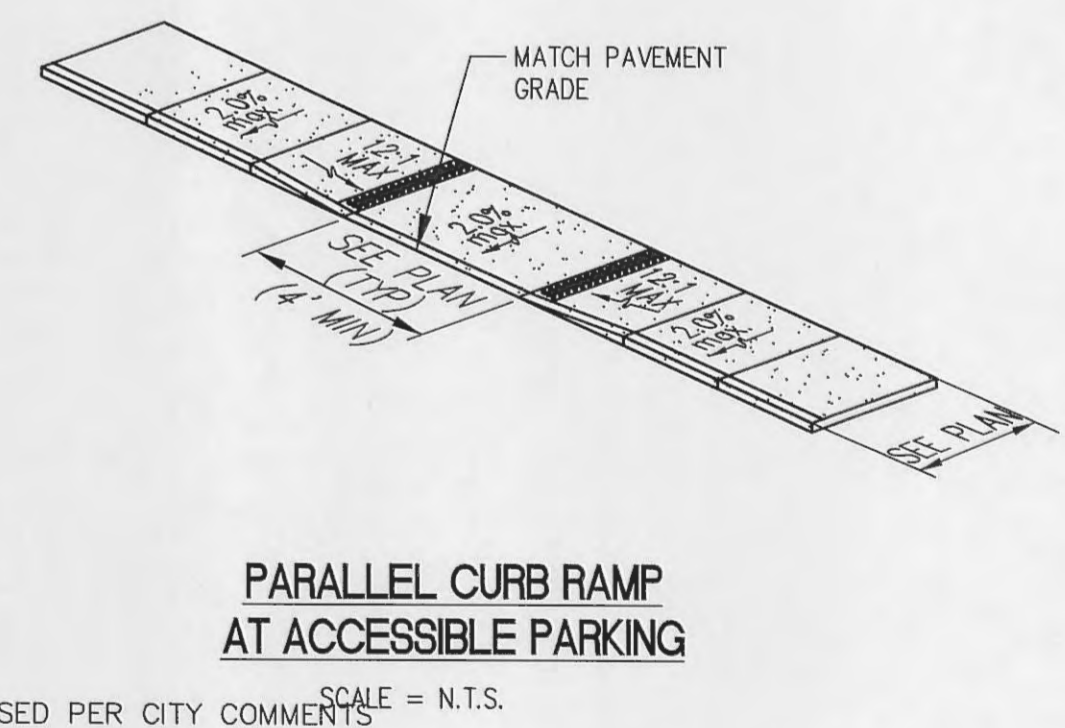 MATCH PAVEMENT
GRADE
2.0%
max.
12:1
MAX
2.0%
max.
12:1
MAX
2.0%
max.
SEE PLAN
(TYP)
(4' MIN)
SEE PLAN
PARALLEL CURB RAMP
AT ACCESSIBLE PARKING
SCALE = N.T.S.
SED PER CITY COMMENTS